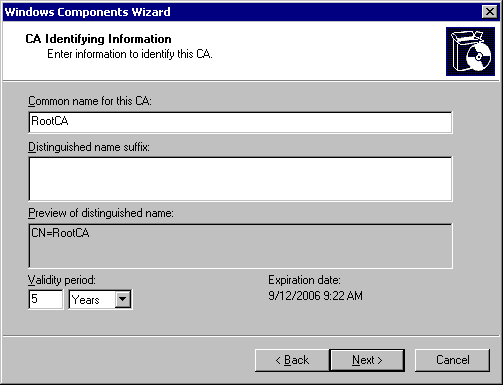 Windows Components Wizard
CA Identifying Information
Enter information to identify this CA.
Common name for this CA:
RootCA
Distinguished name suffix:
Preview of distinguished name:
CN=RootCA
Validity period:
Expiration date:
5
Years
9/12/2006 9:22 AM
< Back
Next >
Cancel